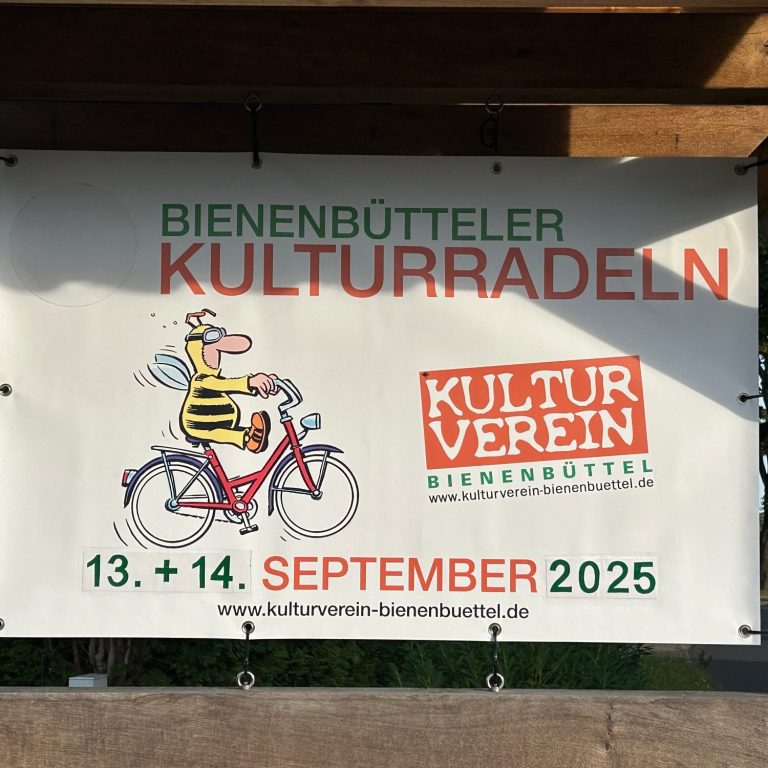 BIENENBÜTTELER
KULTURRADELN
KULTUR
VEREIN
BIENENBÜTTEL
www.kulturverein-bienenbuettel.de
13. + 14. SEPTEMBER 2025
www.kulturverein-bienenbuettel.de